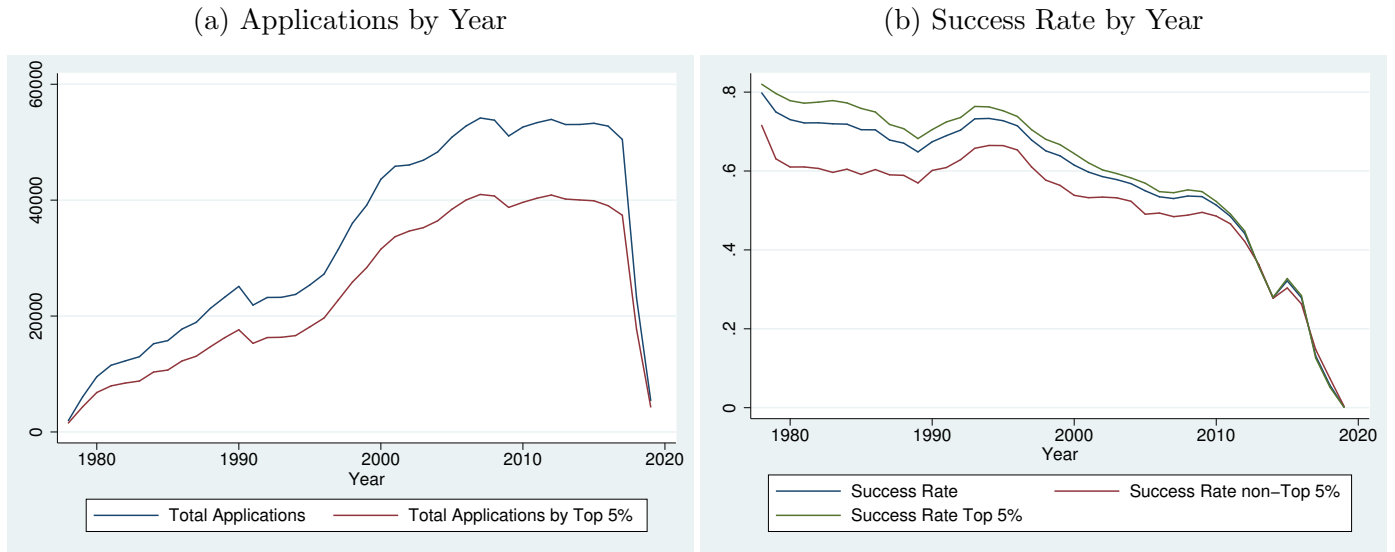 (a) Applications by Year
60000
40000
20000
0
1980 1990 2000 2010 2020
Year
Total Applications Total Applications by Top 5%
(b) Success Rate by Year
.8
.6
.4
.2
0
1980 1990 2000 2010 2020
Year
Success Rate Success Rate non−Top 5%
Success Rate Top 5%